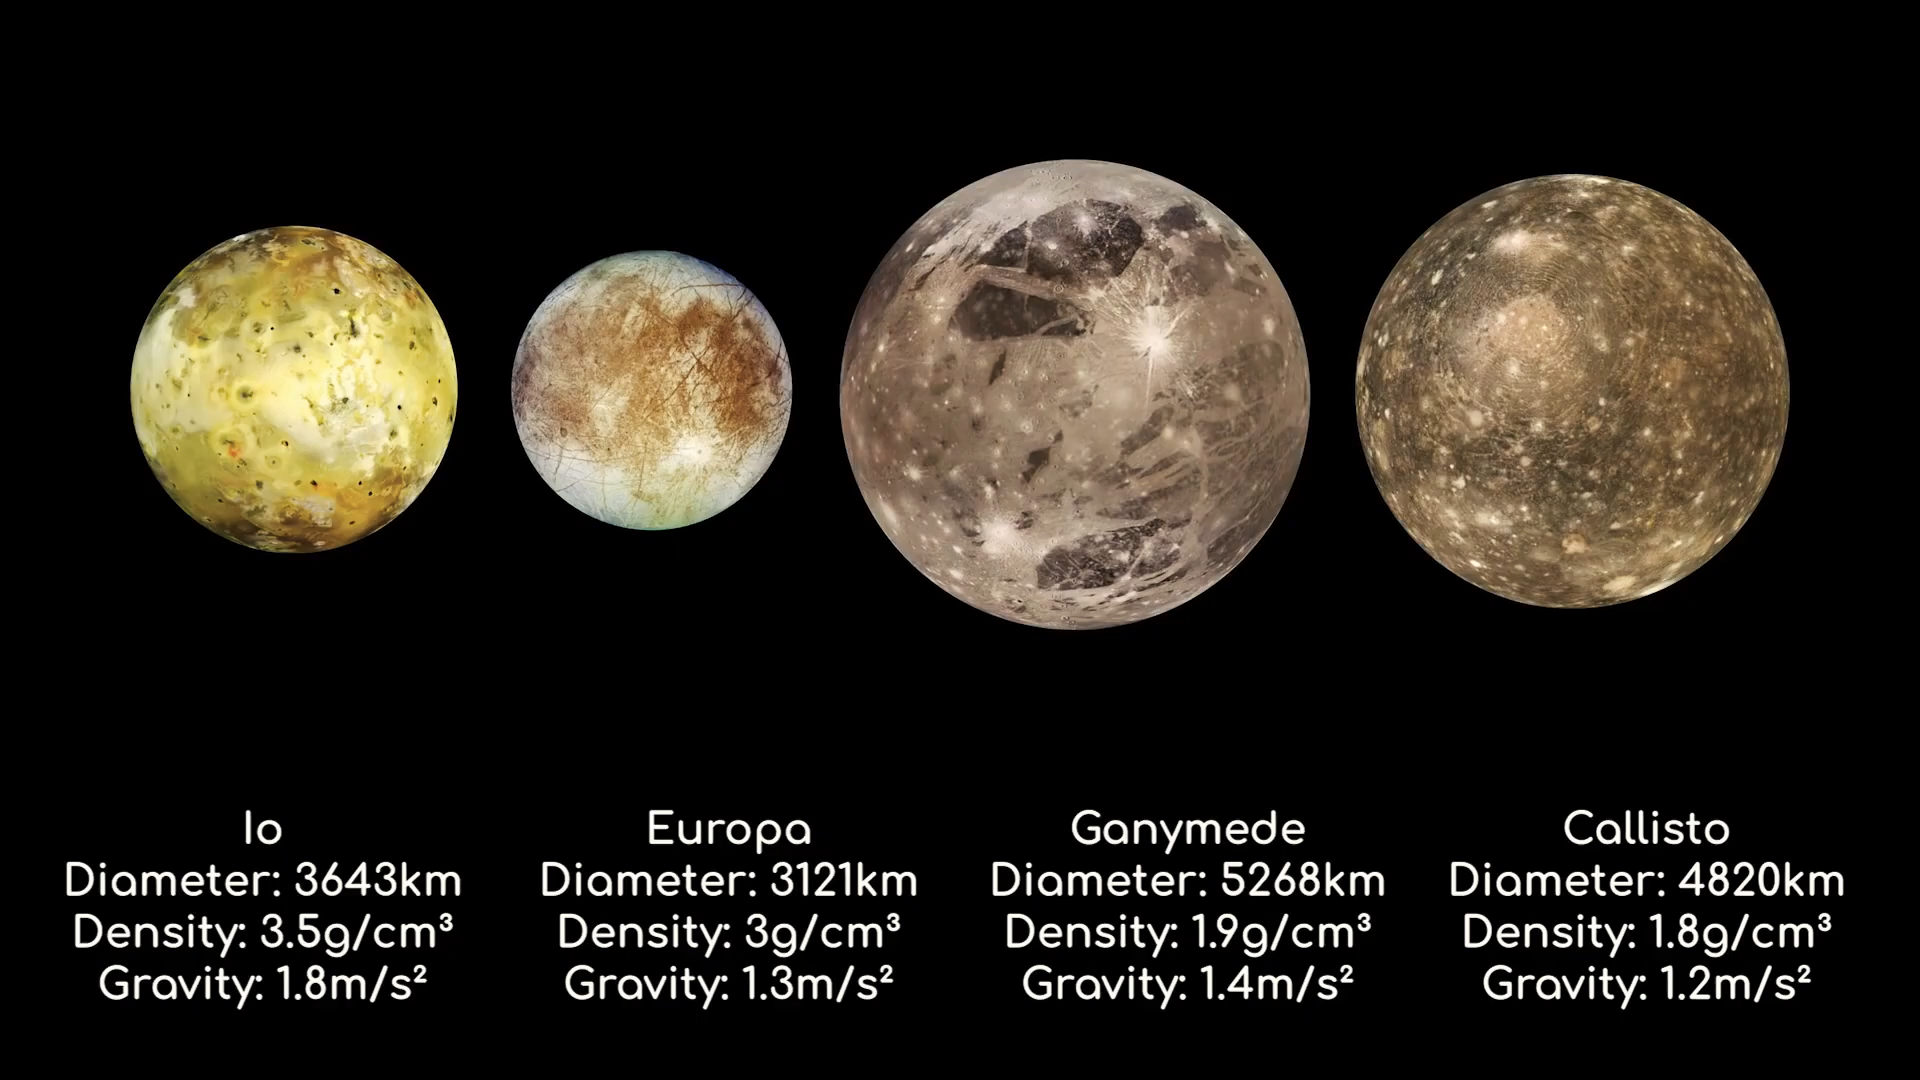 Io
Diameter: 3643km
Density: 3.5g/cm³
Gravity: 1.8m/s²
Europa
Diameter: 3121km
Density: 3g/cm³
Gravity: 1.3m/s²
Ganymede
Diameter: 5268km
Density: 1.9g/cm³
Gravity: 1.4m/s²
Callisto
Diameter: 4820km
Density: 1.8g/cm³
Gravity: 1.2m/s²